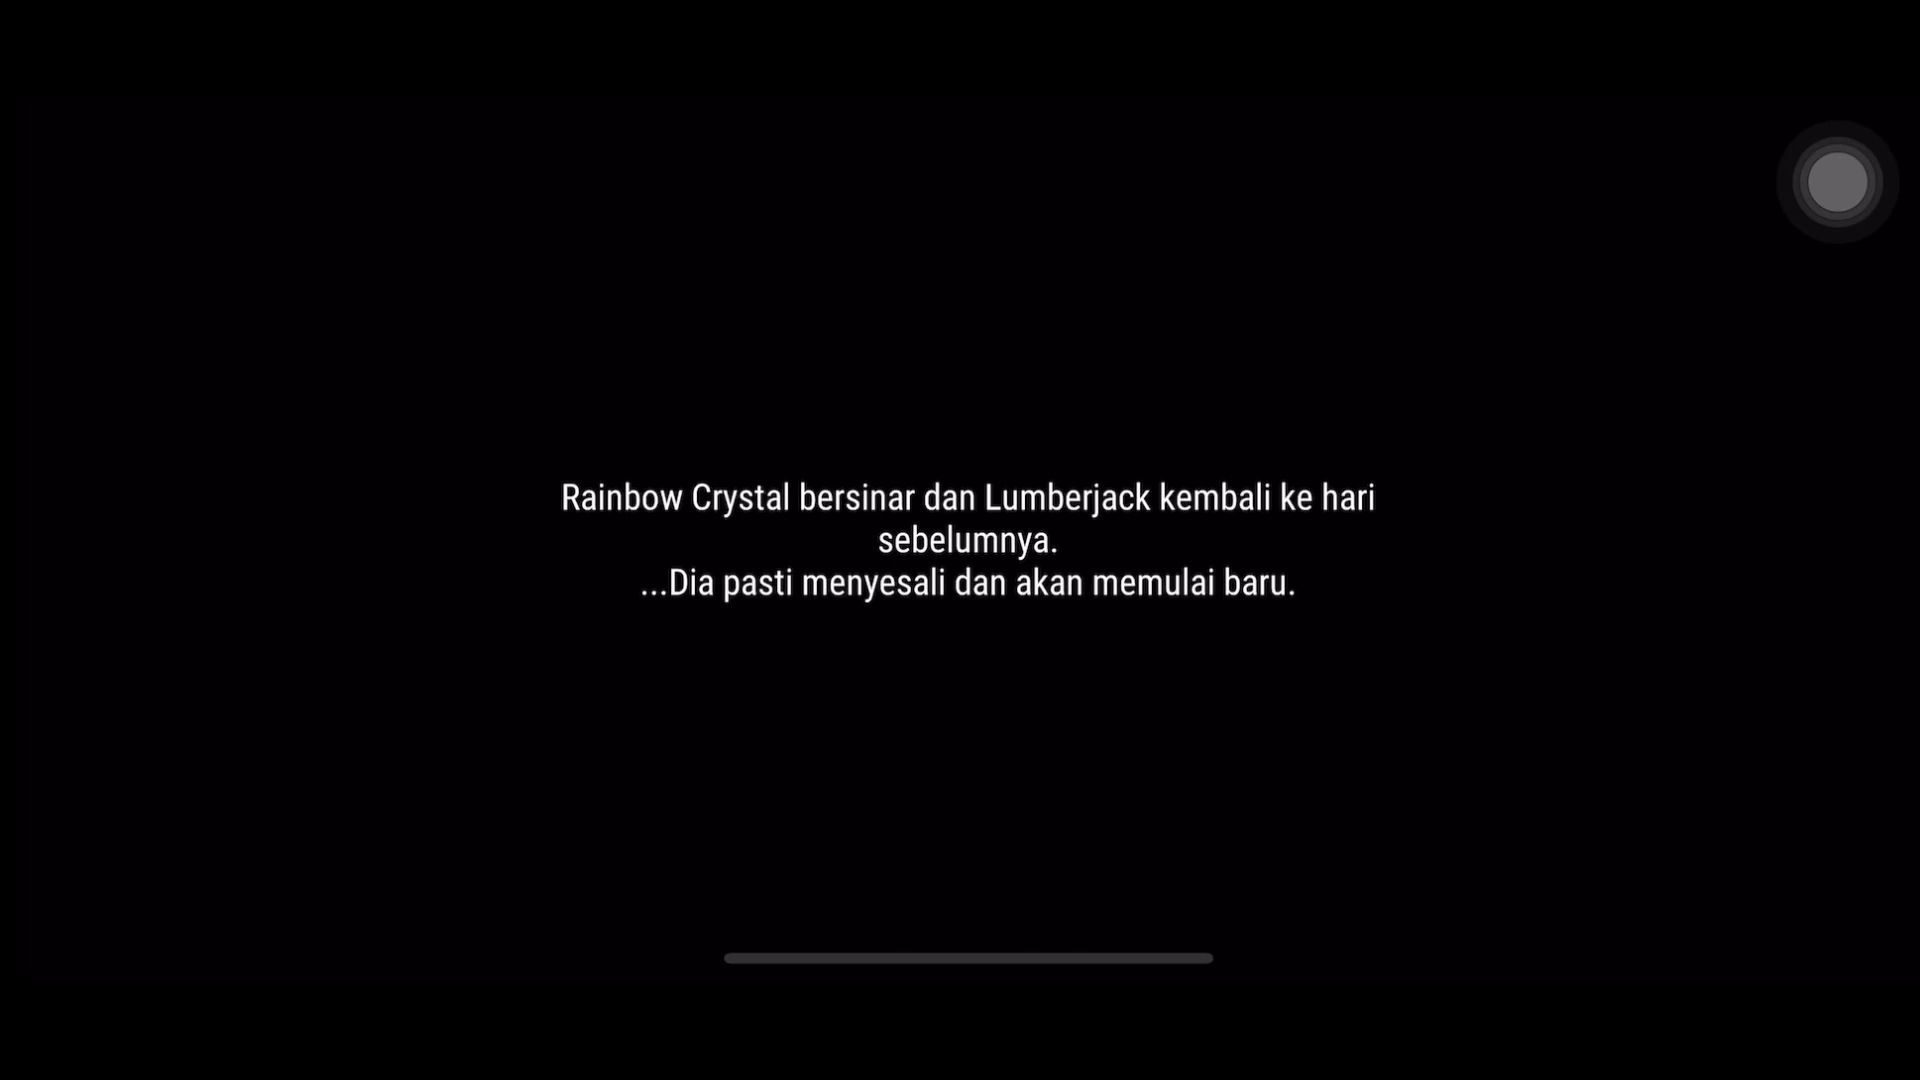 Rainbow Crystal bersinar dan Lumberjack kembali ke hari
sebelumnya.
...Dia pasti menyesali dan akan memulai baru.